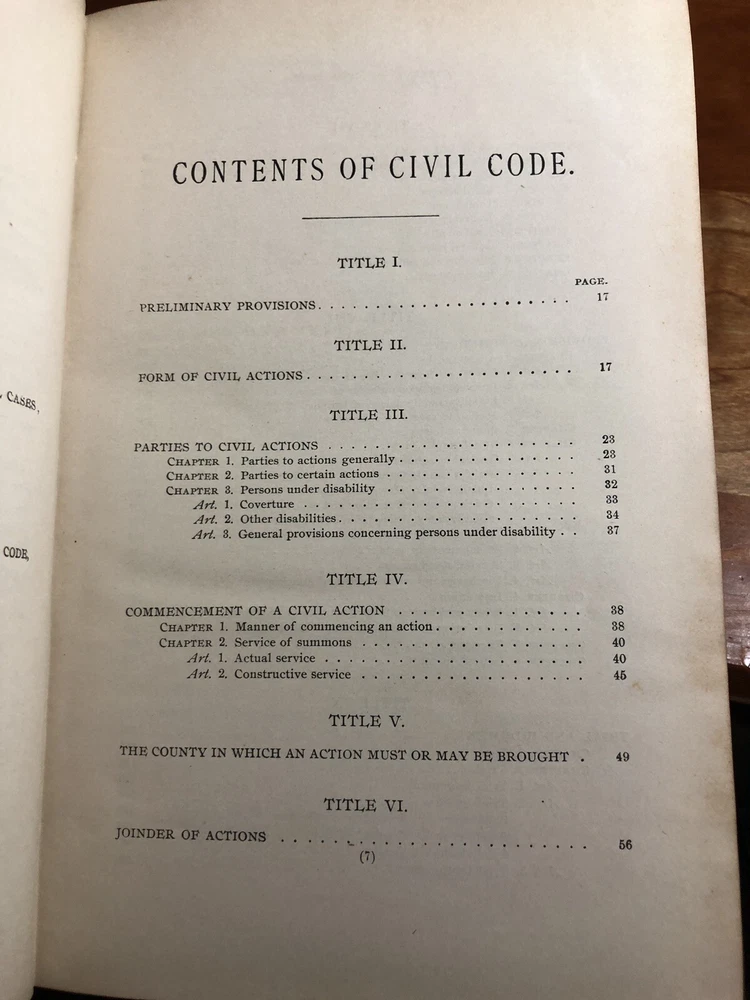 CASES,
CODE,
CONTENTS OF CIVIL CODE.
TITLE I.
PAGE.
PRELIMINARY PROVISIONS. . . . . . . . . . . . . . . . . . . . . . . 17
TITLE II.
FORM OF CIVIL ACTIONS . . . . . . . . . . . . . . . . . . . . . . . . 17
TITLE III.
PARTIES TO CIVIL ACTIONS . . . . . . . . . . . . . . . . . . . . . 23
CHAPTER 1. Parties to actions generally . . . . . . . . . . . . . . . . 23
CHAPTER 2. Parties to certain actions . . . . . . . . . . . . . . . . . 31
CHAPTER 3. Persons under disability . . . . . . . . . . . . . . . . . 32
Art. 1. Coverture . . . . . . . . . . . . . . . . . . . . . . . . 33
Art. 2. Other disabilities. . . . . . . . . . . . . . . . . . . . . 34
Art. 3. General provisions concerning persons under disability . . 37
TITLE IV.
COMMENCEMENT OF A CIVIL ACTION . . . . . . . . . . . . . . . 38
CHAPTER 1. Manner of commencing an action . . . . . . . . . . . . . 38
CHAPTER 2. Service of summons . . . . . . . . . . . . . . . . . . . 40
Art. 1. Actual service . . . . . . . . . . . . . . . . . . . . . . 40
Art. 2. Constructive service . . . . . . . . . . . . . . . . . . . 45
TITLE V.
THE COUNTY IN WHICH AN ACTION MUST OR MAY BE BROUGHT . 49
TITLE VI.
JOINDER OF ACTIONS . . . . . . . . . . . . . . . . . . . . . . . . 56
(7)